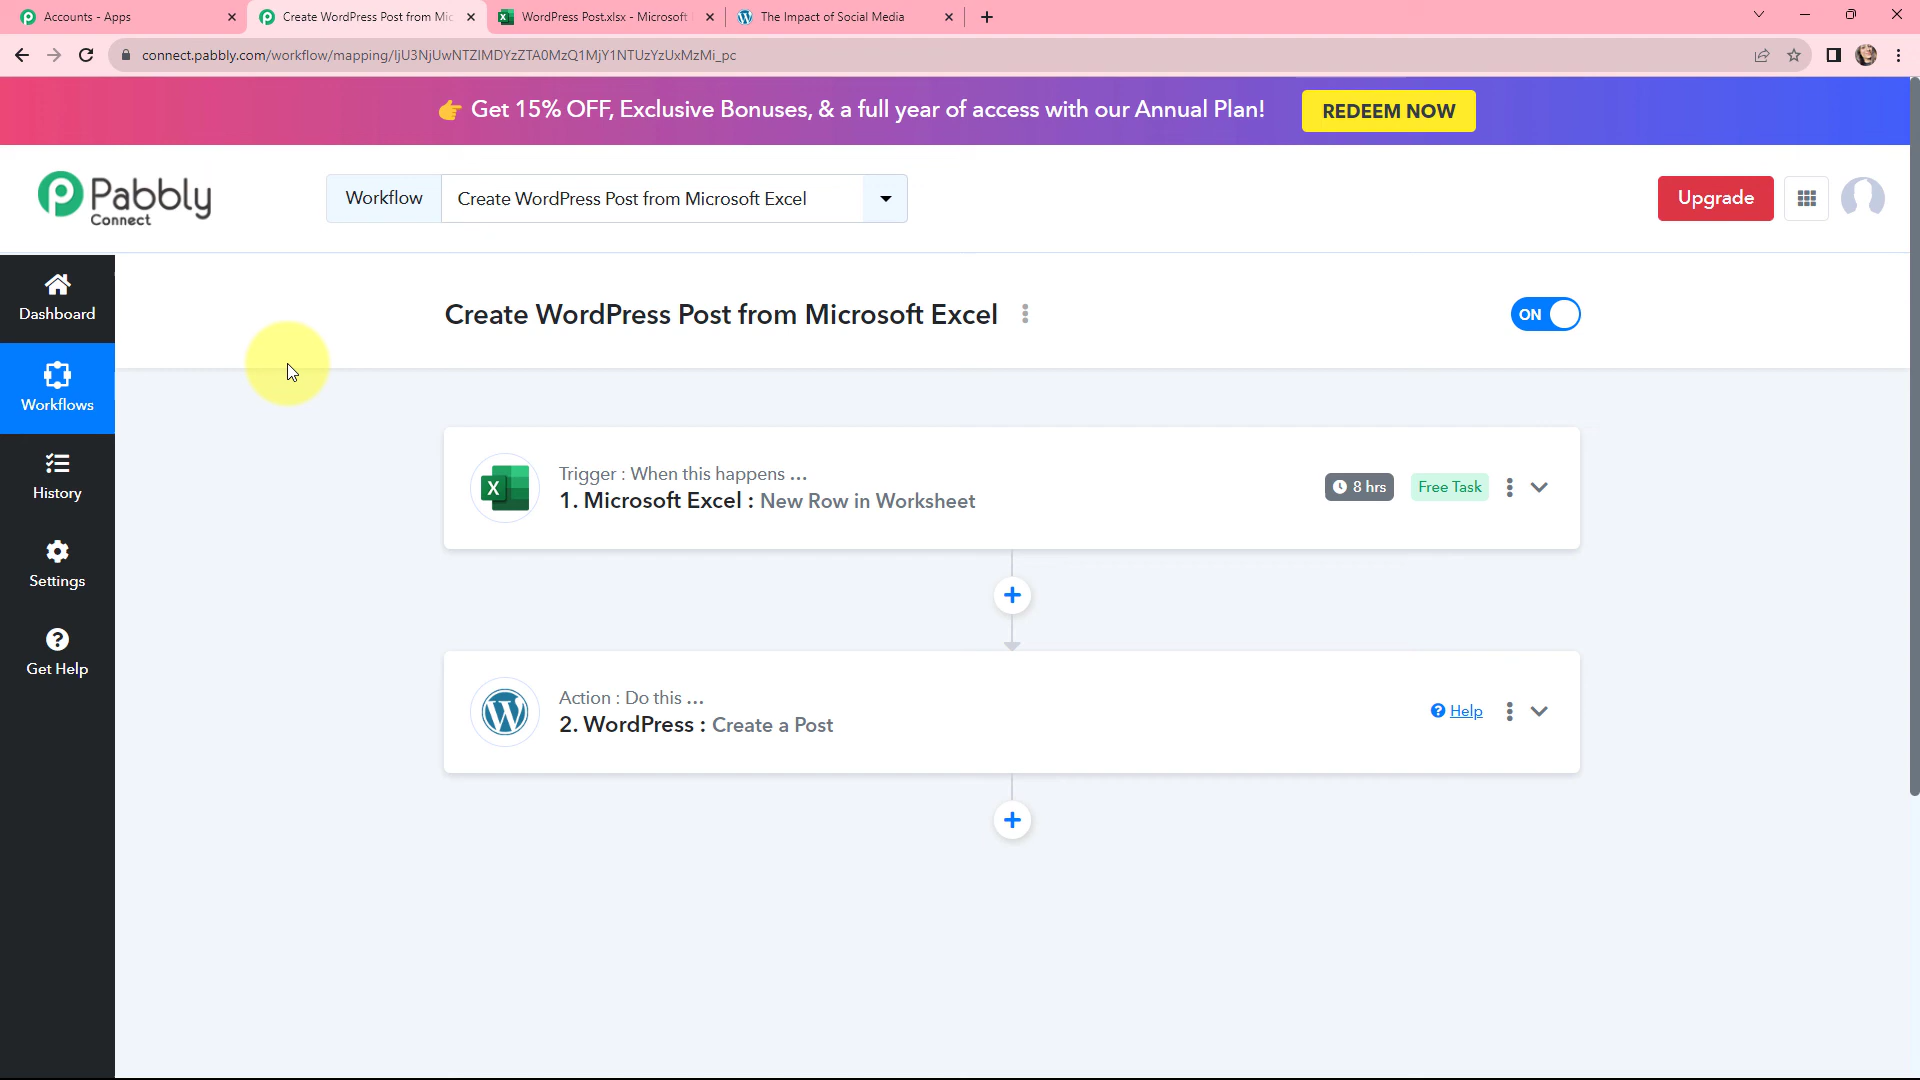 Accounts - Apps
Create WordPress Post from Mic
WordPress Post.xlsx - Microsoft
The Impact of Social Media
connect.pabbly.com/workflow/mapping/IjU3NjUwNTZlMDYzZTA0MzQ1MjY1NTUzYzUxMzMi_pc
Get 15% OFF, Exclusive Bonuses, & a full year of access with our Annual Plan!
REDEEM NOW
Pabbly
Connect
Workflow
Create WordPress Post from Microsoft Excel
Upgrade
Dashboard
Workflows
History
Settings
Get Help
Create WordPress Post from Microsoft Excel
ON
Trigger : When this happens ...
1. Microsoft Excel : New Row in Worksheet
8 hrs
Free Task
Action : Do this ...
2. WordPress : Create a Post
Help